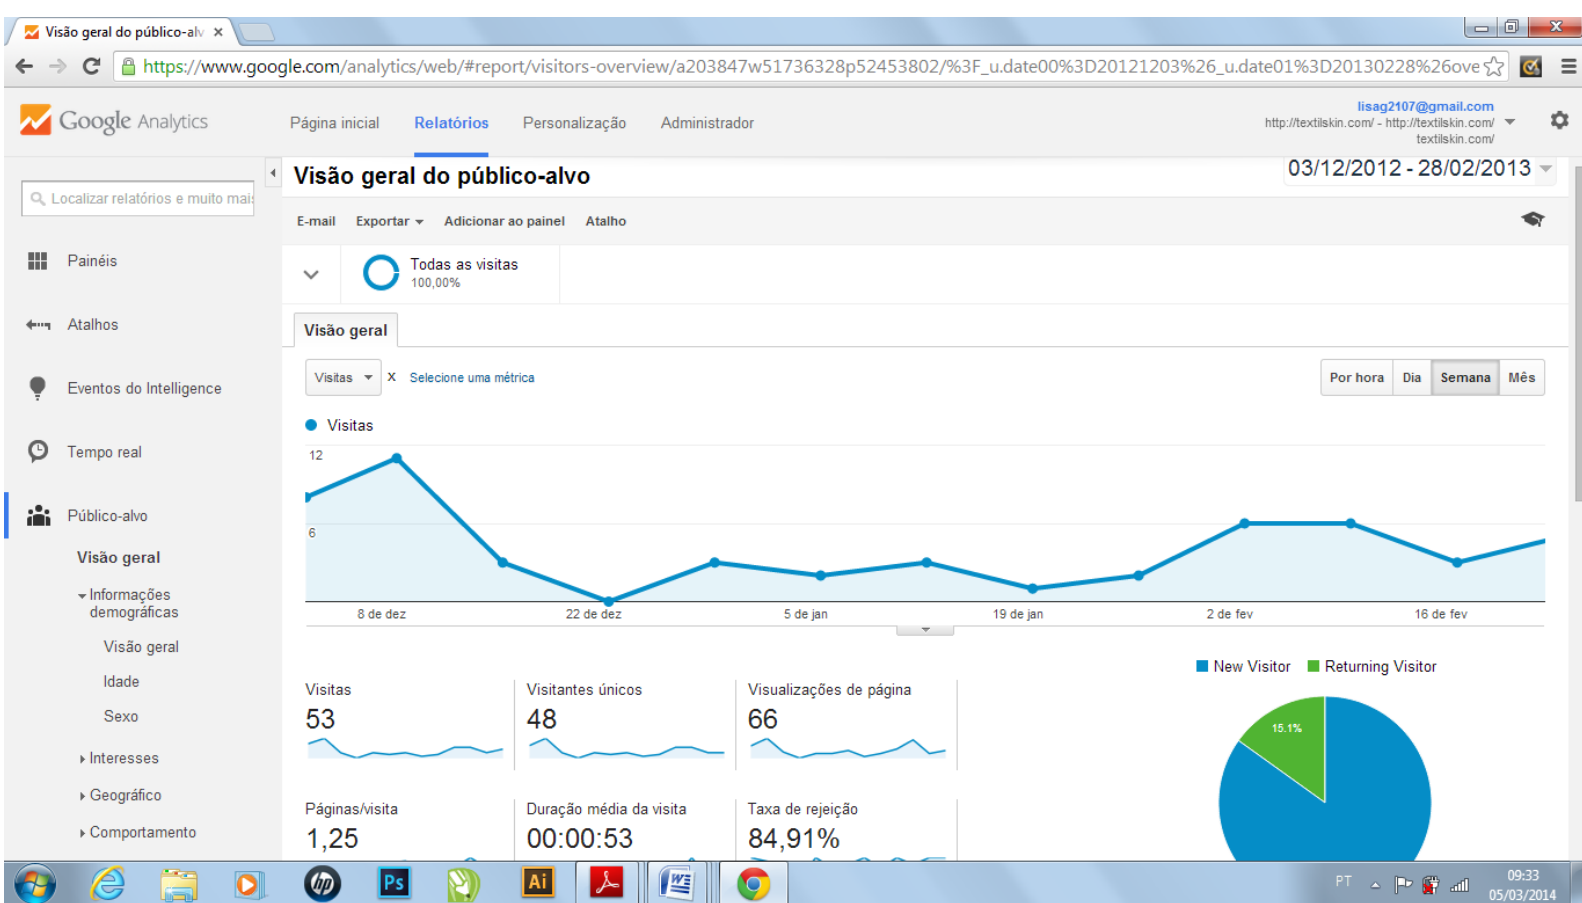 Visão geral do público-alv
https://www.google.com/analytics/web/#report/visitors-overview/a203847w51736328p52453802/%3F_u.date00%3D20121203%26_u.date01%3D20130228%26ove
Google Analytics
Página inicial Relatórios Personalização Administrador
lisag2107@gmail.com
http://textilskin.com/ - http://textilskin.com/
textilskin.com/
Localizar relatórios e muito mais
Painéis
Atalhos
Eventos do Intelligence
Tempo real
Público-alvo
Visão geral
Informações
demográficas
Visão geral
Idade
Sexo
Interesses
Geográfico
Comportamento
Visão geral do público-alvo
03/12/2012 - 28/02/2013
E-mail Exportar Adicionar ao painel Atalho
Todas as visitas
100,00%
Visão geral
Visitas X Selecione uma métrica
Por hora Dia Semana Mês
Visitas
12
6
8 de dez 22 de dez 5 de jan 19 de jan 2 de fev 16 de fev
New Visitor Returning Visitor
Visitas
53
Visitantes únicos
48
Visualizações de página
66
15.1%
Páginas/visita
1,25
Duração média da visita
00:00:53
Taxa de rejeição
84,91%
hp
Ps
Ai
W
PT
09:33
05/03/2014